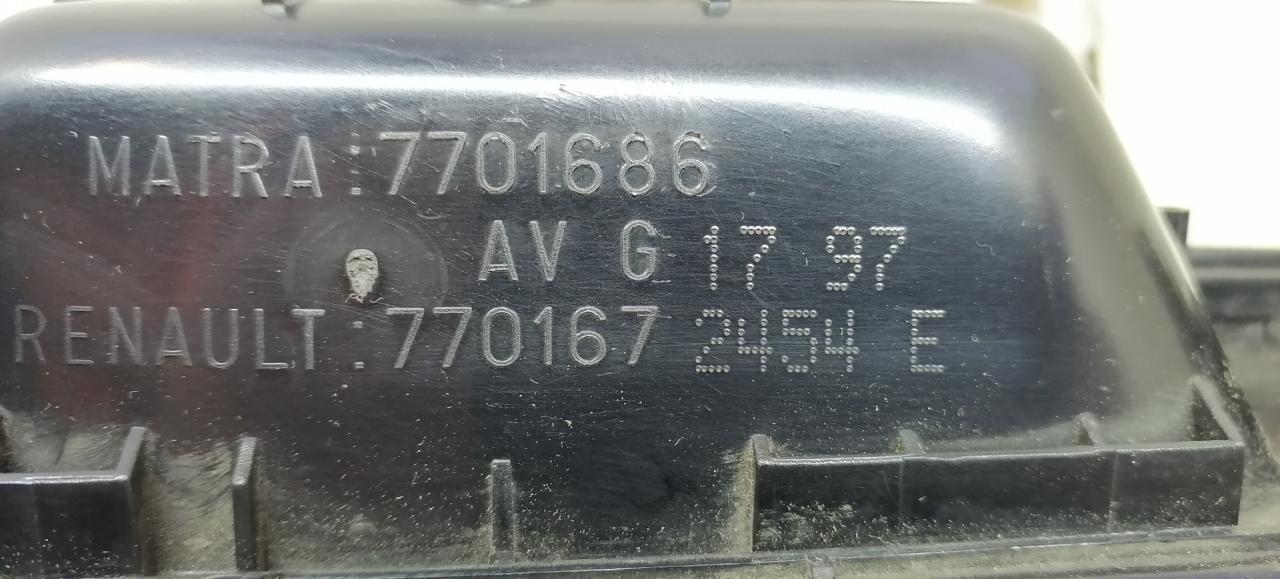 MATRA : 7701686
AV G 17 97
RENAULT : 770167 2454 E